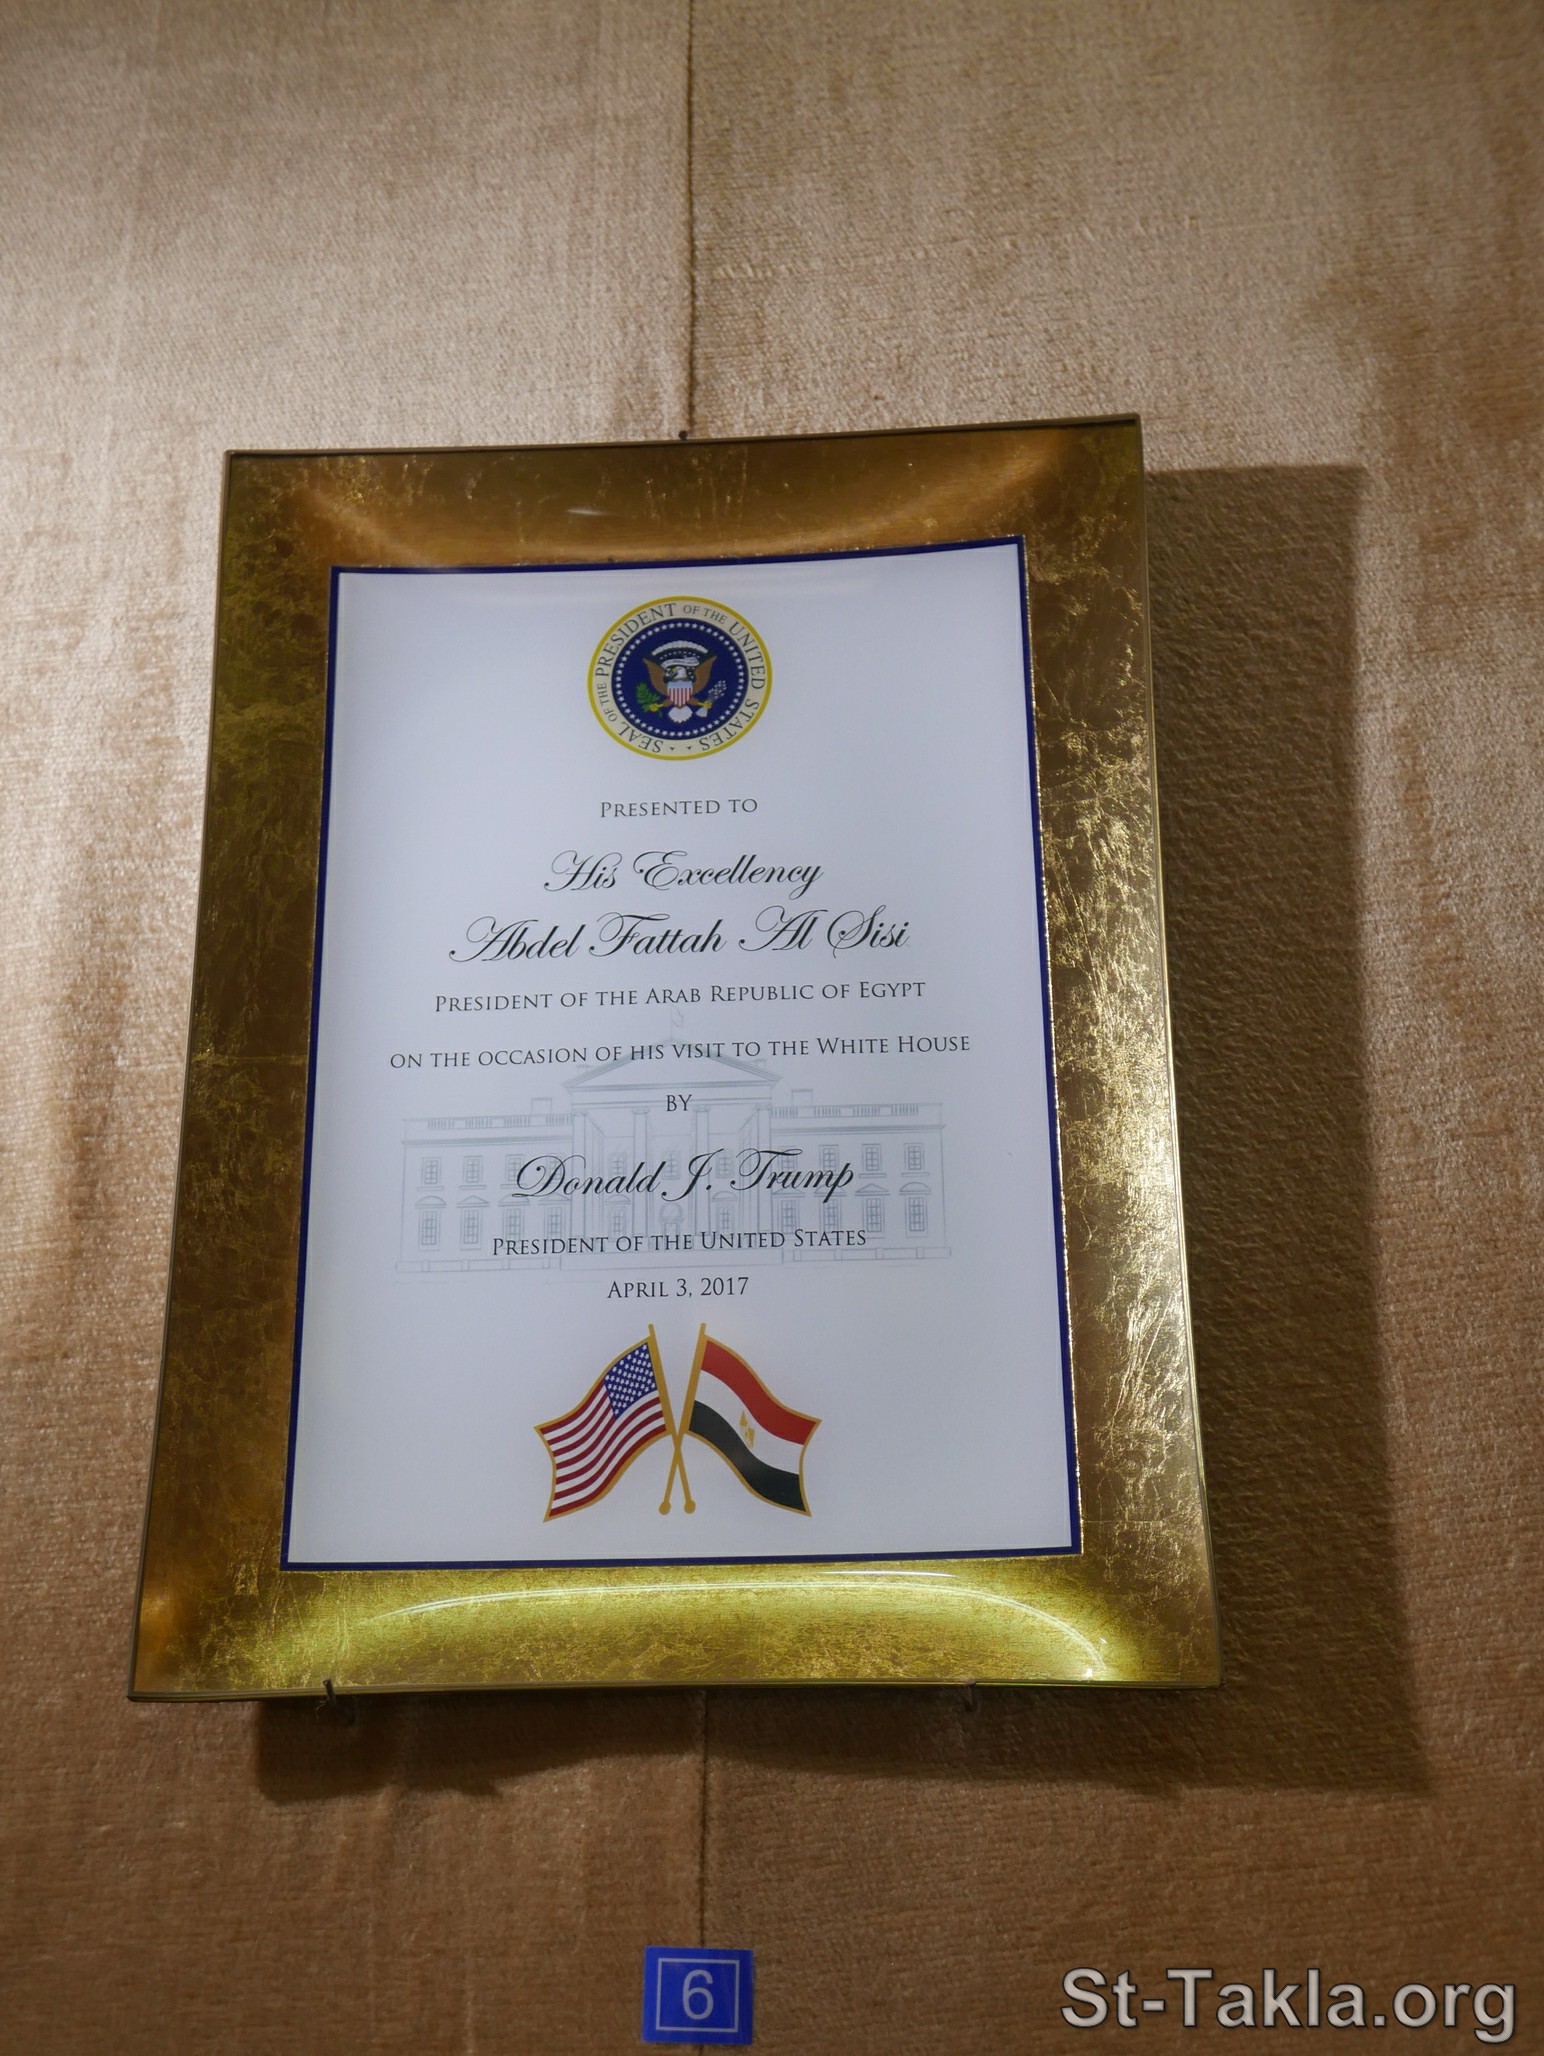 SEAL OF THE PRESIDENT OF THE UNITED STATES
PRESENTED TO
His Excellency
Abdel Fattah Al Sisi
PRESIDENT OF THE ARAB REPUBLIC OF EGYPT
ON THE OCCASION OF HIS VISIT TO THE WHITE HOUSE
BY
Donald J. Trump
PRESIDENT OF THE UNITED STATES
APRIL 3, 2017
6
St-Takla.org